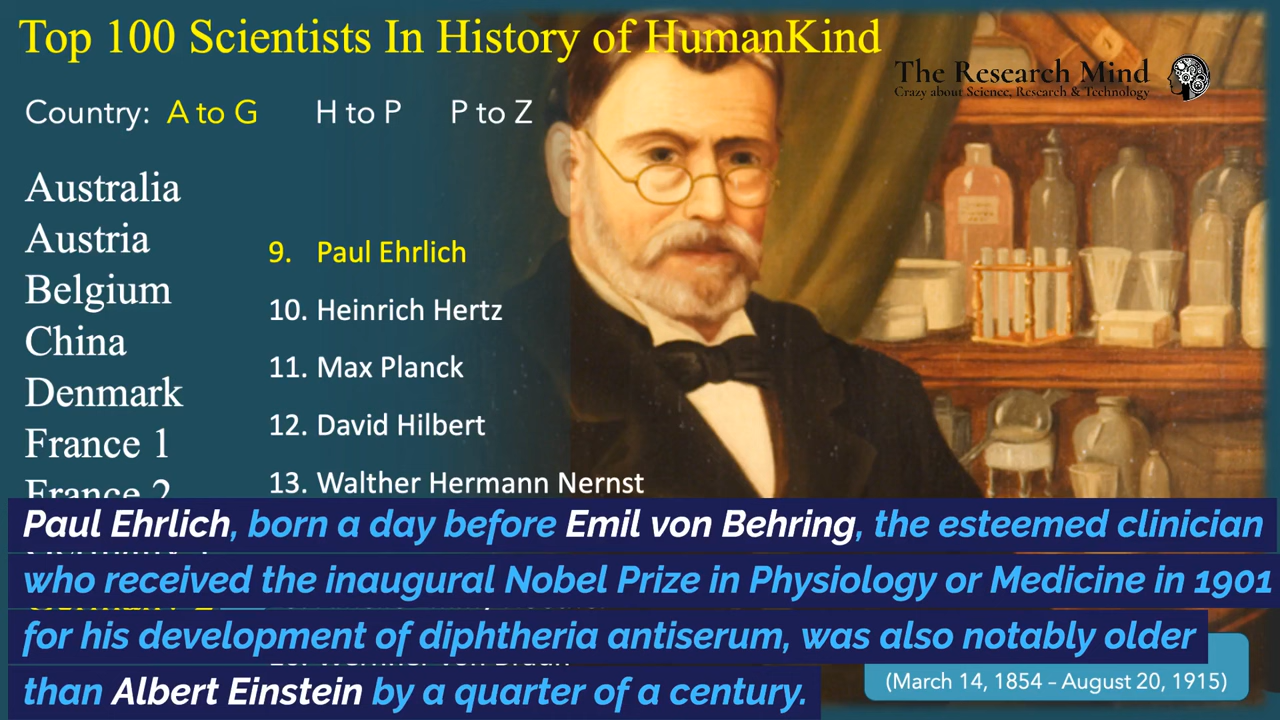 Top 100 Scientists In History of HumanKind
The Research Mind
Crazy about Science, Research & Technology
Country: A to G H to P P to Z
Australia
Austria
Belgium
China
Denmark
France 1
France 2
9. Paul Ehrlich
10. Heinrich Hertz
11. Max Planck
12. David Hilbert
13. Walther Hermann Nernst
Paul Ehrlich, born a day before Emil von Behring, the esteemed clinician
who received the inaugural Nobel Prize in Physiology or Medicine in 1901
for his development of diphtheria antiserum, was also notably older
than Albert Einstein by a quarter of a century.
(March 14, 1854 – August 20, 1915)